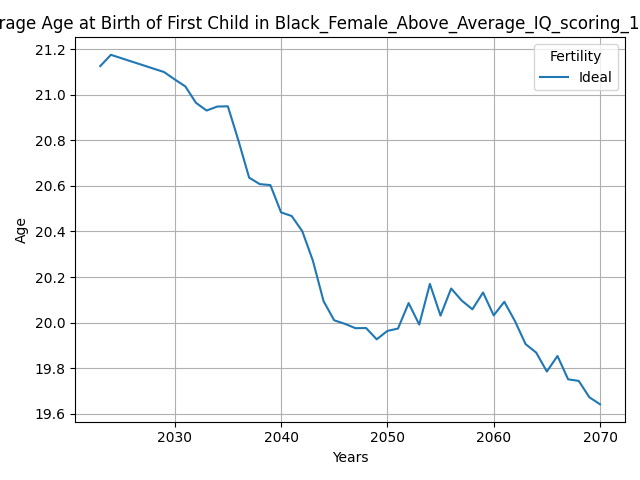 Average Age at Birth of First Child in Black_Female_Above_Average_IQ_scoring_1
Fertility
Ideal
21.2
21.0
20.8
20.6
20.4
20.2
20.0
19.8
19.6
Age
2030 2040 2050 2060 2070
Years